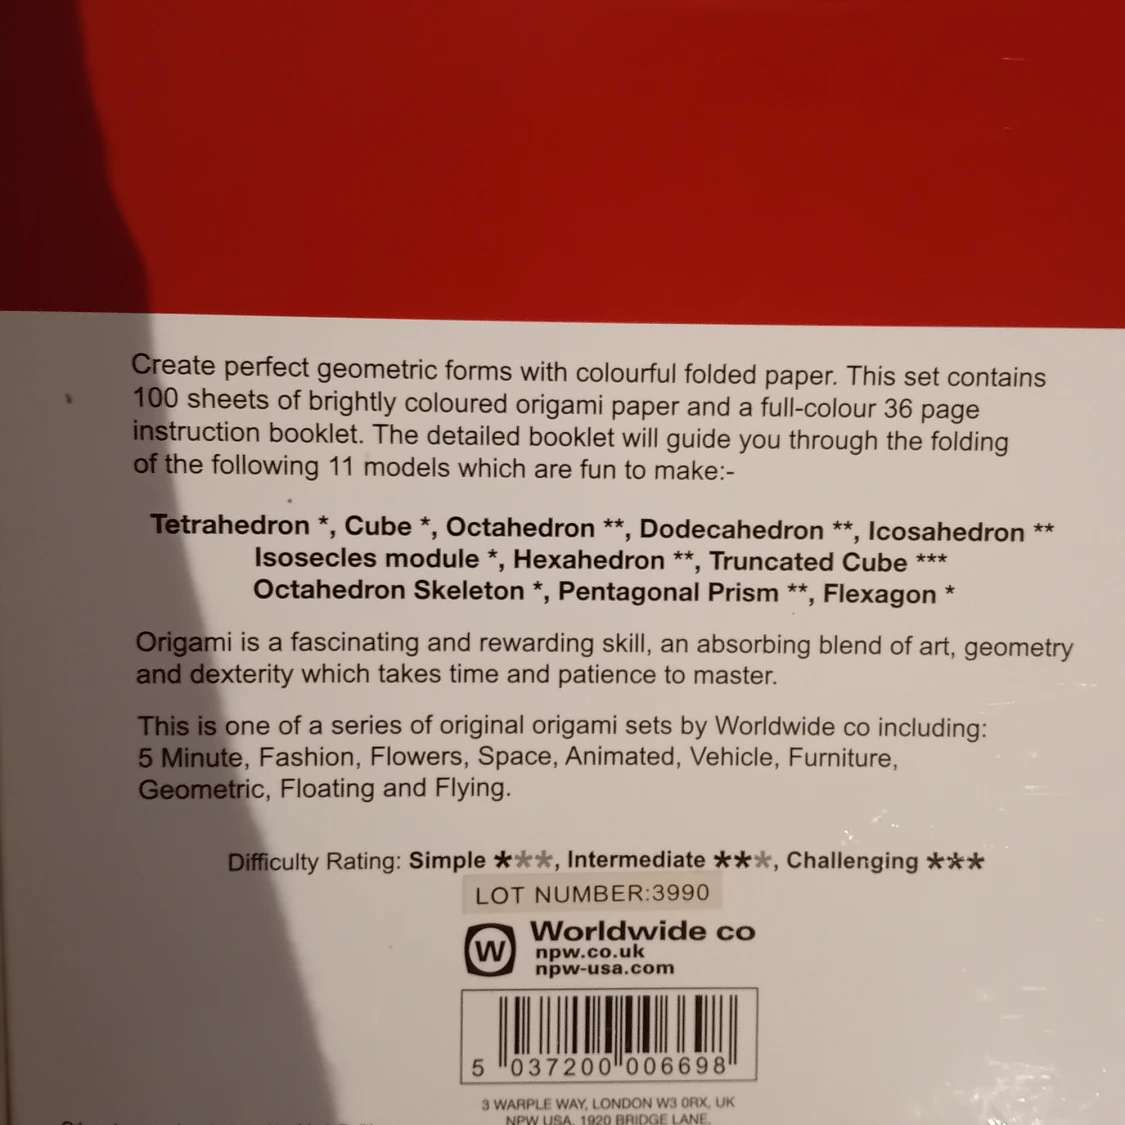 Create perfect geometric forms with colourful folded paper. This set contains
100 sheets of brightly coloured origami paper and a full-colour 36 page
instruction booklet. The detailed booklet will guide you through the folding
of the following 11 models which are fun to make:-
Tetrahedron *, Cube *, Octahedron **, Dodecahedron **, Icosahedron **
Isosecles module *, Hexahedron **, Truncated Cube ***
Octahedron Skeleton *, Pentagonal Prism **, Flexagon *
Origami is a fascinating and rewarding skill, an absorbing blend of art, geometry
and dexterity which takes time and patience to master.
This is one of a series of original origami sets by Worldwide co including:
5 Minute, Fashion, Flowers, Space, Animated, Vehicle, Furniture,
Geometric, Floating and Flying.
Difficulty Rating: Simple ***, Intermediate ***, Challenging ***
LOT NUMBER:3990
W
Worldwide co
npw.co.uk
npw-usa.com
5 037200 006698
3 WARPLE WAY, LONDON W3 0RX, UK
NPW USA, 1920 BRIDGE LANE,